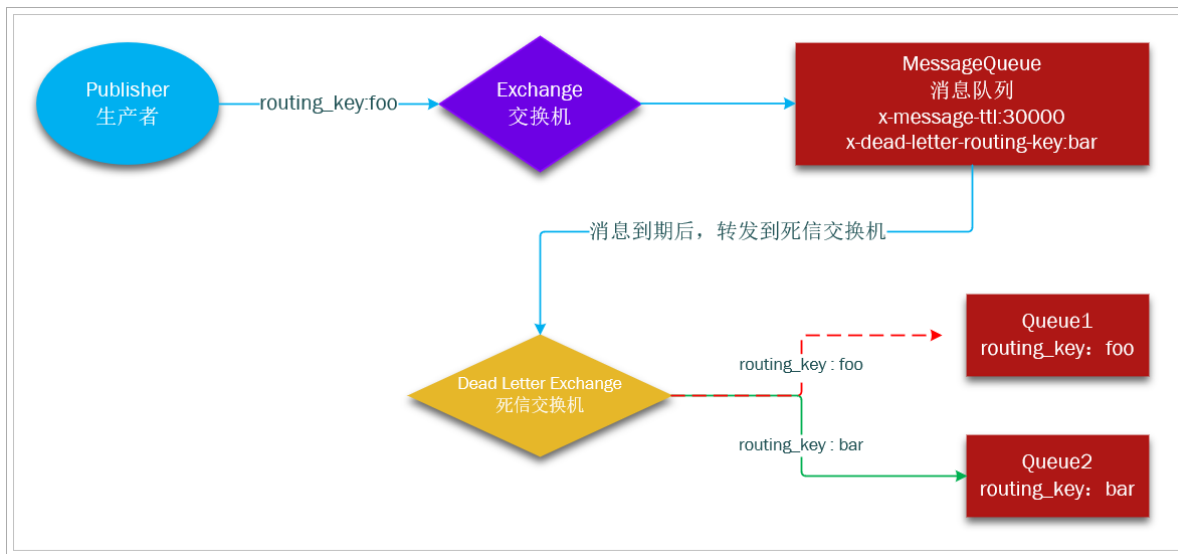 Publisher
生产者
routing_key:foo
Exchange
交换机
MessageQueue
消息队列
x-message-ttl:30000
x-dead-letter-routing-key:bar
消息到期后，转发到死信交换机
Dead Letter Exchange
死信交换机
routing_key : foo
routing_key : bar
Queue1
routing_key：foo
Queue2
routing_key：bar